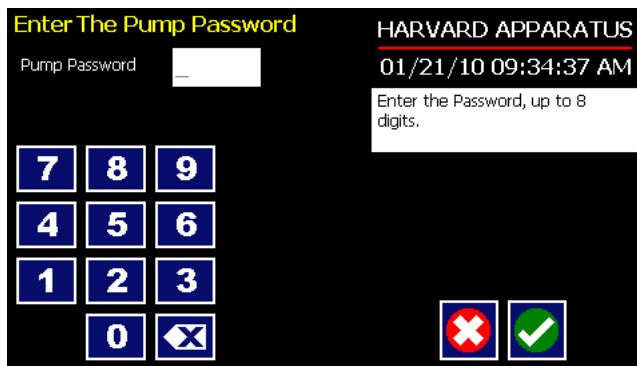 Enter The Pump Password
Pump Password
_
HARVARD APPARATUS
01/21/10 09:34:37 AM
Enter the Password, up to 8
digits.
7 8 9
4 5 6
1 2 3
0